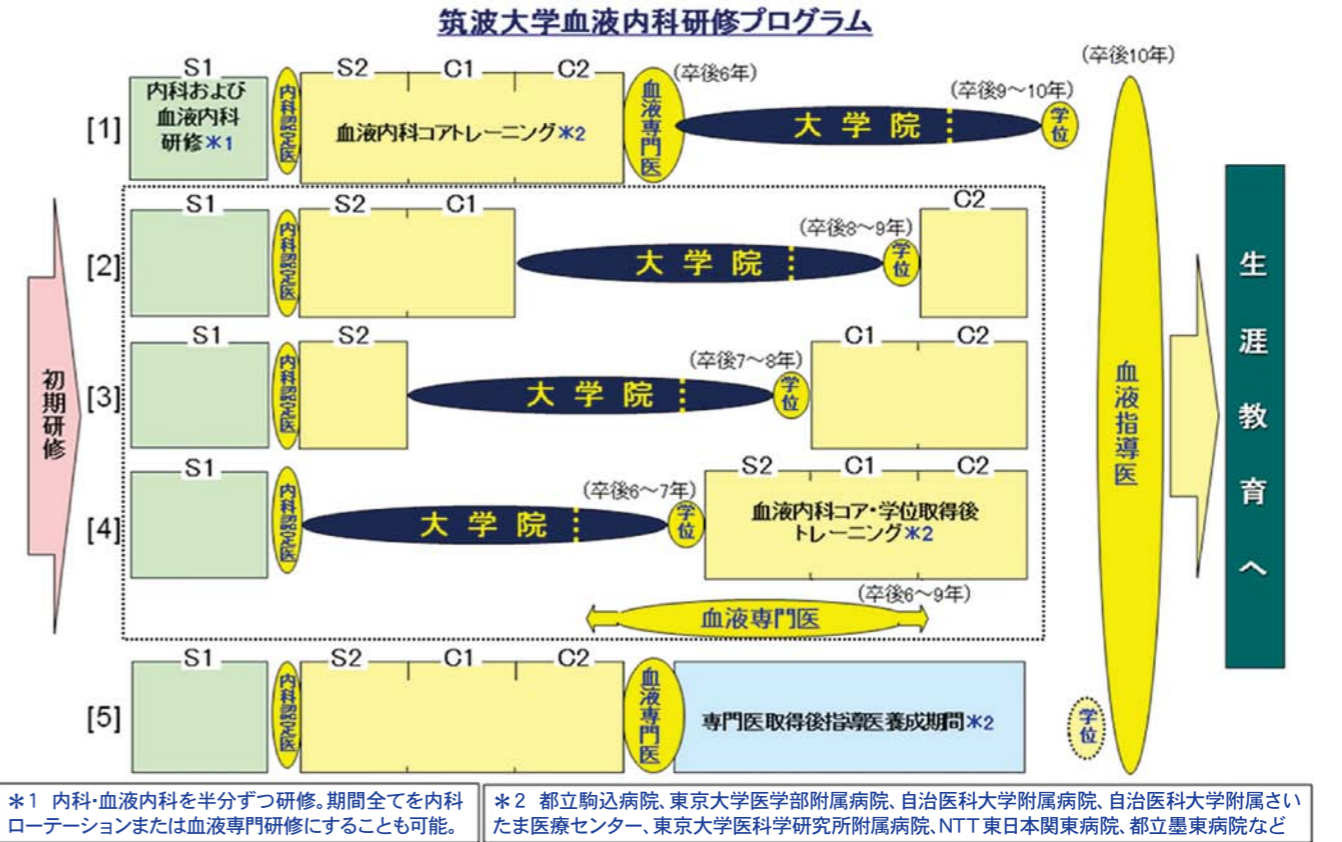 筑波大学血液内科研修プログラム
(卒後10年)
S1
S2
C1
C2
(卒後6年)
(卒後9～10年)
[1]
内科および
血液内科
研修＊1
内科認定医
血液内科コアトレーニング＊2
血液専門医
大学院
学位
S1
S2
C1
(卒後8～9年)
C2
[2]
内科認定医
大学院
学位
S1
S2
(卒後7～8年)
C1
C2
[3]
内科認定医
大学院
学位
S1
(卒後6～7年)
S2
C1
C2
[4]
内科認定医
大学院
学位
血液内科コア・学位取得後
トレーニング＊2
(卒後6～9年)
血液専門医
初期研修
血液指導医
生涯教育へ
S1
S2
C1
C2
[5]
内科認定医
血液専門医
専門医取得後指導医養成期間＊2
学位
＊1 内科・血液内科を半分ずつ研修。期間全てを内科
ローテーションまたは血液専門研修にすることも可能。
＊2 都立駒込病院、東京大学医学部附属病院、自治医科大学附属病院、自治医科大学附属さい
たま医療センター、東京大学医科学研究所附属病院、NTT東日本関東病院、都立墨東病院など